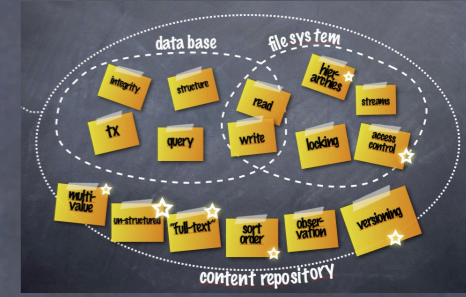 data base
file system
integrity
structure
read
hier-
archies
streams
tx
query
write
locking
access
control
multi-
value
un-structured
"full-text"
sort
order
obser-
vation
versioning
content repository